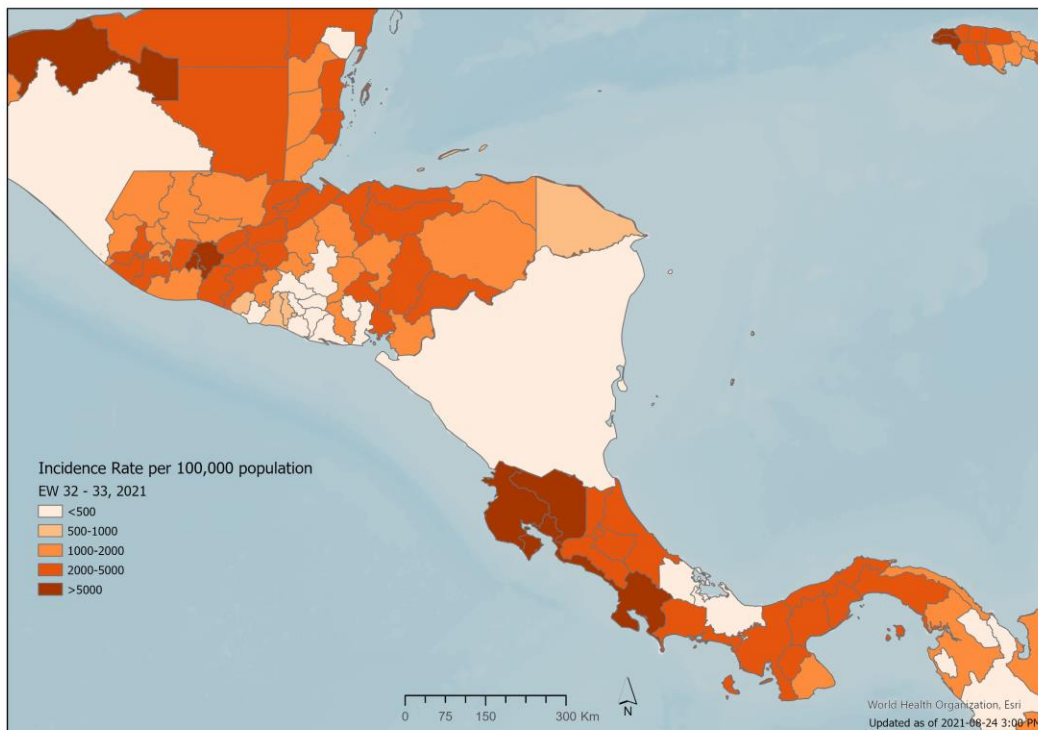 Incidence Rate per 100,000 population
EW 32 - 33, 2021
<500
500-1000
1000-2000
2000-5000
>5000
0 75 150 300 Km
N
World Health Organization, Esri
Updated as of 2021-08-24 3:00 PM